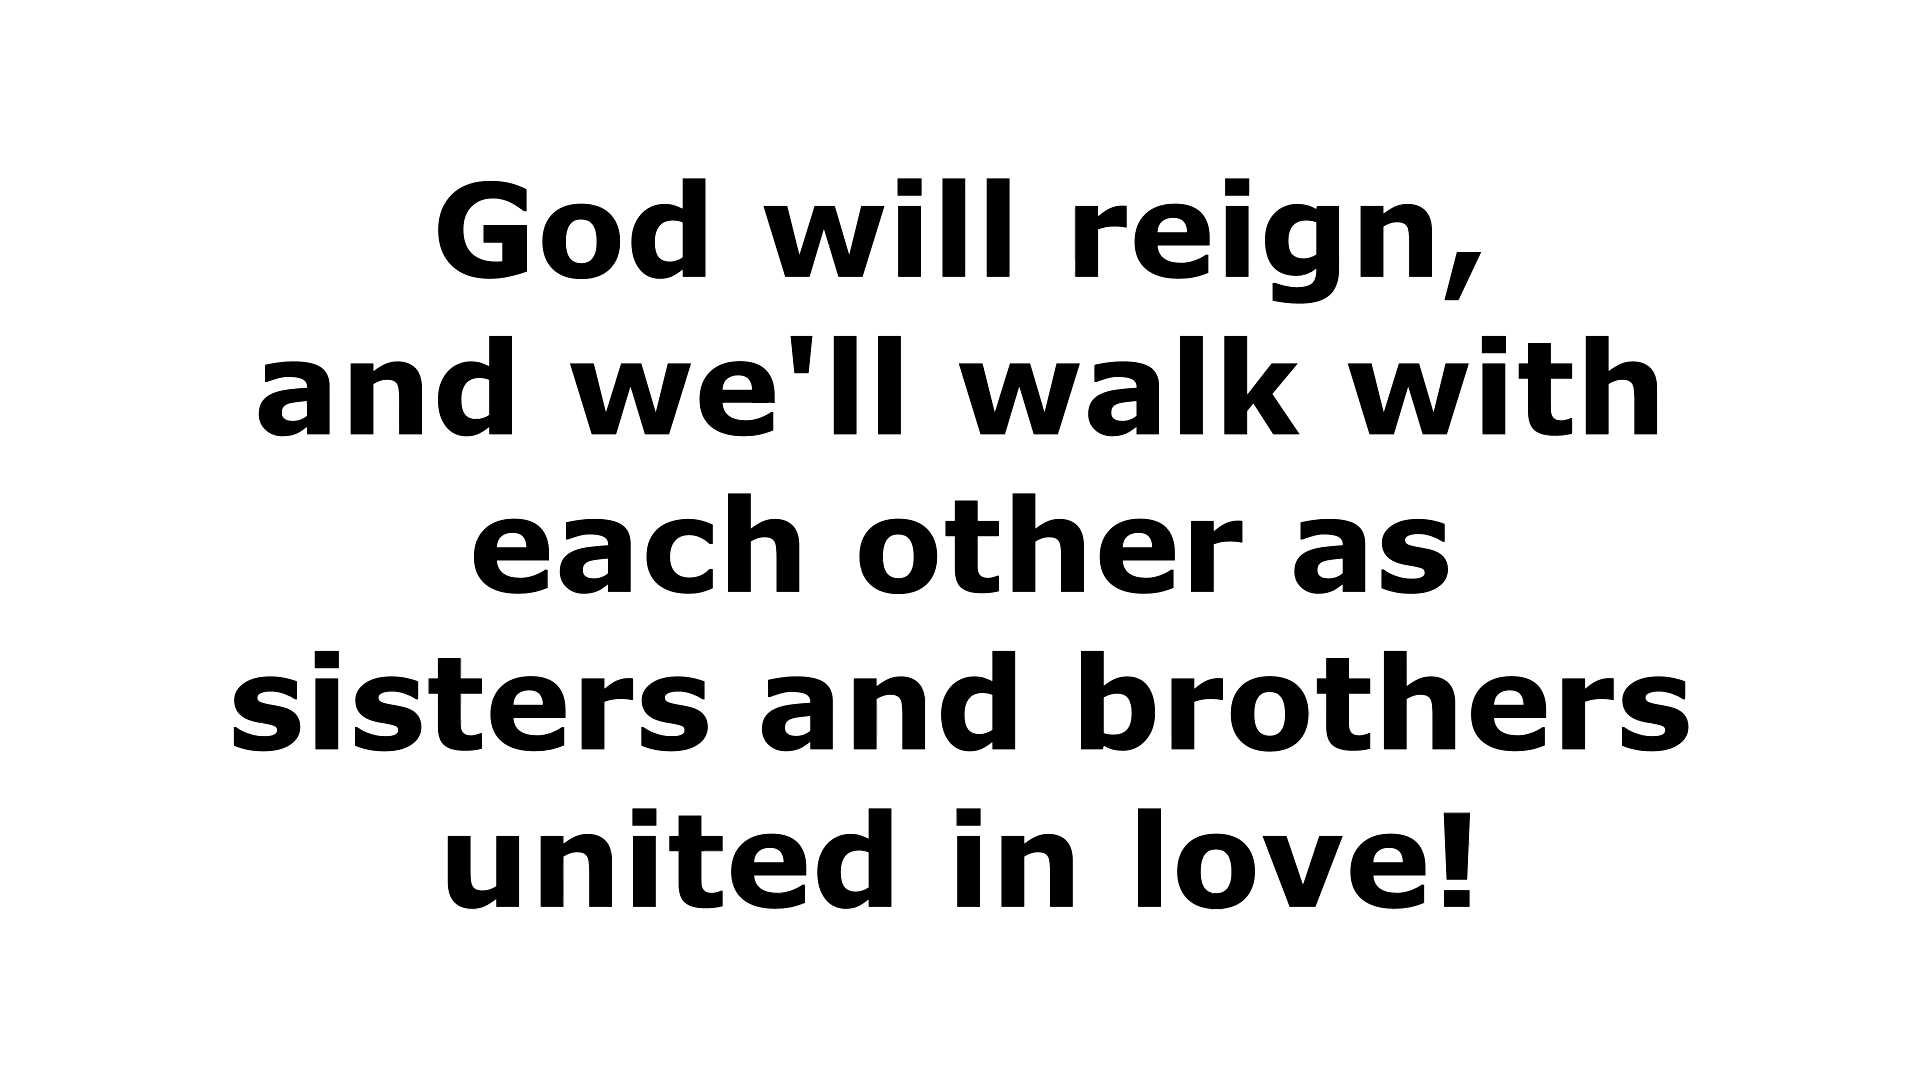 God will reign,
and we'll walk with
each other as
sisters and brothers
united in love!